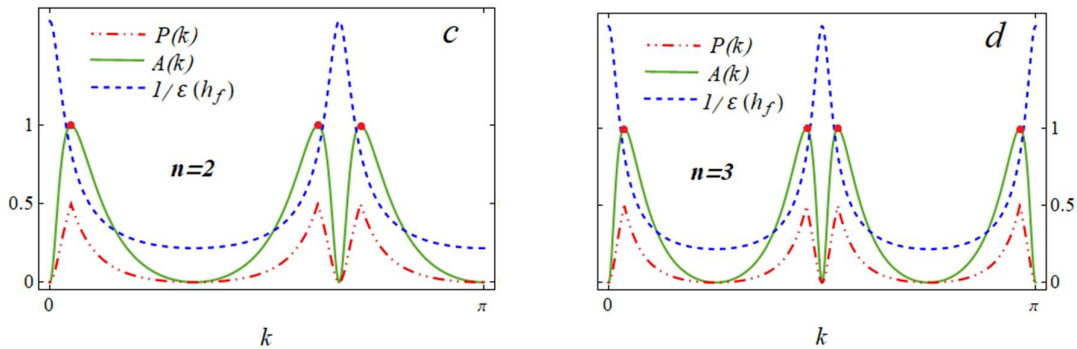 c
P(k)
A(k)
1/ε(h_f)
1
n=2
0.5
0
0
π
k
d
P(k)
A(k)
1/ε(h_f)
1
n=3
0.5
0
0
π
k